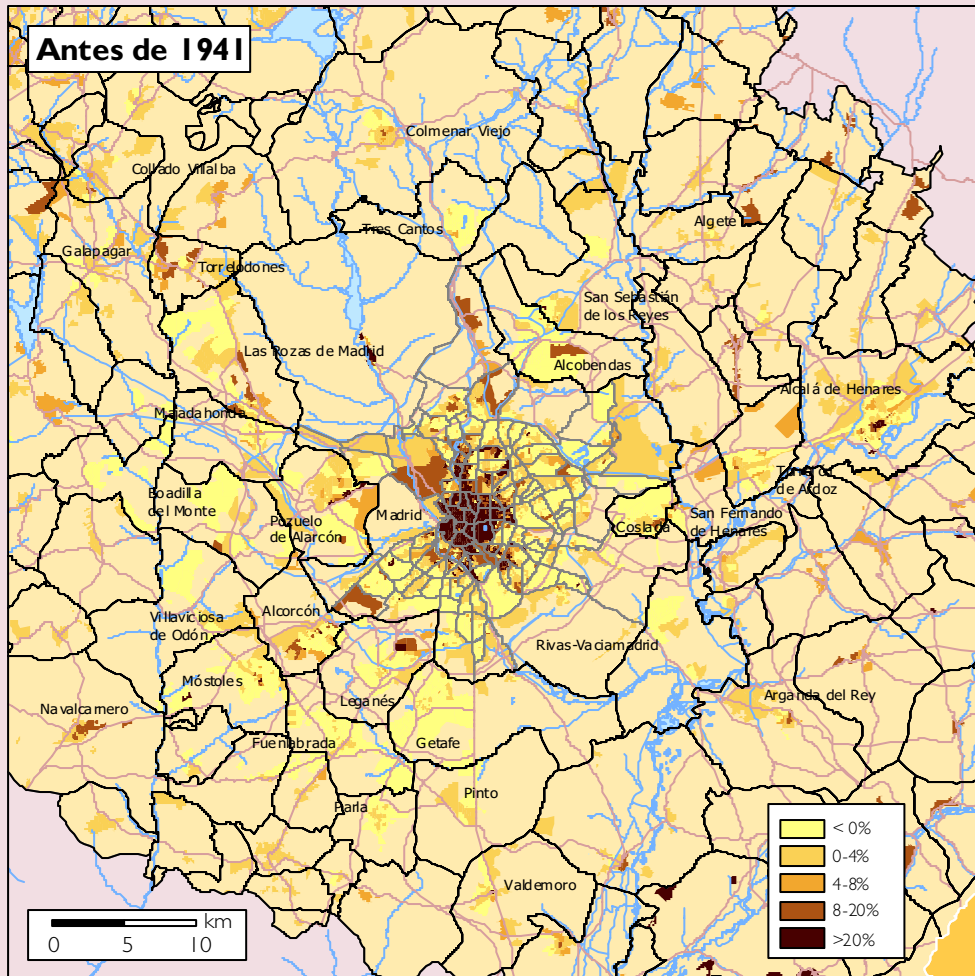 Antes de 1941
Colmenar Viejo
Collado Villalba
Tres Cantos
Algete
Galapagar
Torrelodones
San Sebastián
de los Reyes
Las Rozas de Madrid
Alcobendas
Alcalá de Henares
Majadahonda
Torrejón
de Ardoz
Boadilla
del Monte
Pozuelo
de Alarcón
Madrid
Coslada
San Fernando
de Henares
Villaviciosa
de Odón
Alcorcón
Rivas-Vaciamadrid
Móstoles
Leganés
Arganda del Rey
Navalcarnero
Fuenlabrada
Getafe
Parla
Pinto
Valdemoro
< 0%
0-4%
4-8%
8-20%
>20%
km
0 5 10